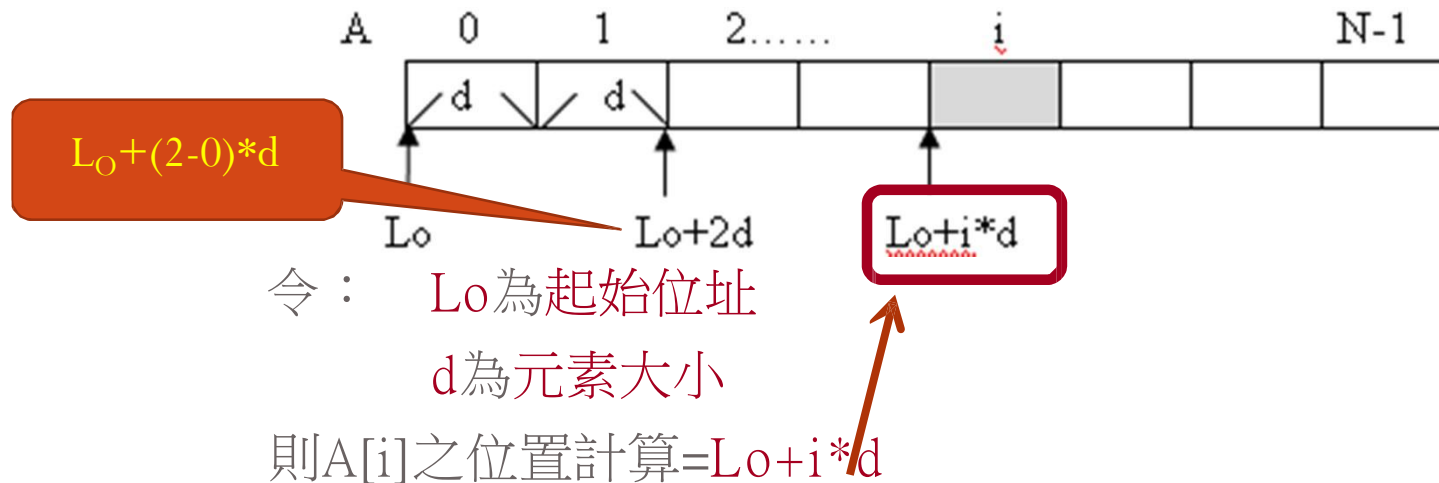 A 0 1 2...... i N-1
d d
L_O+(2-0)*d
Lo Lo+2d Lo+i*d
令： Lo為起始位址
d為元素大小
則A[i]之位置計算=Lo+i*d